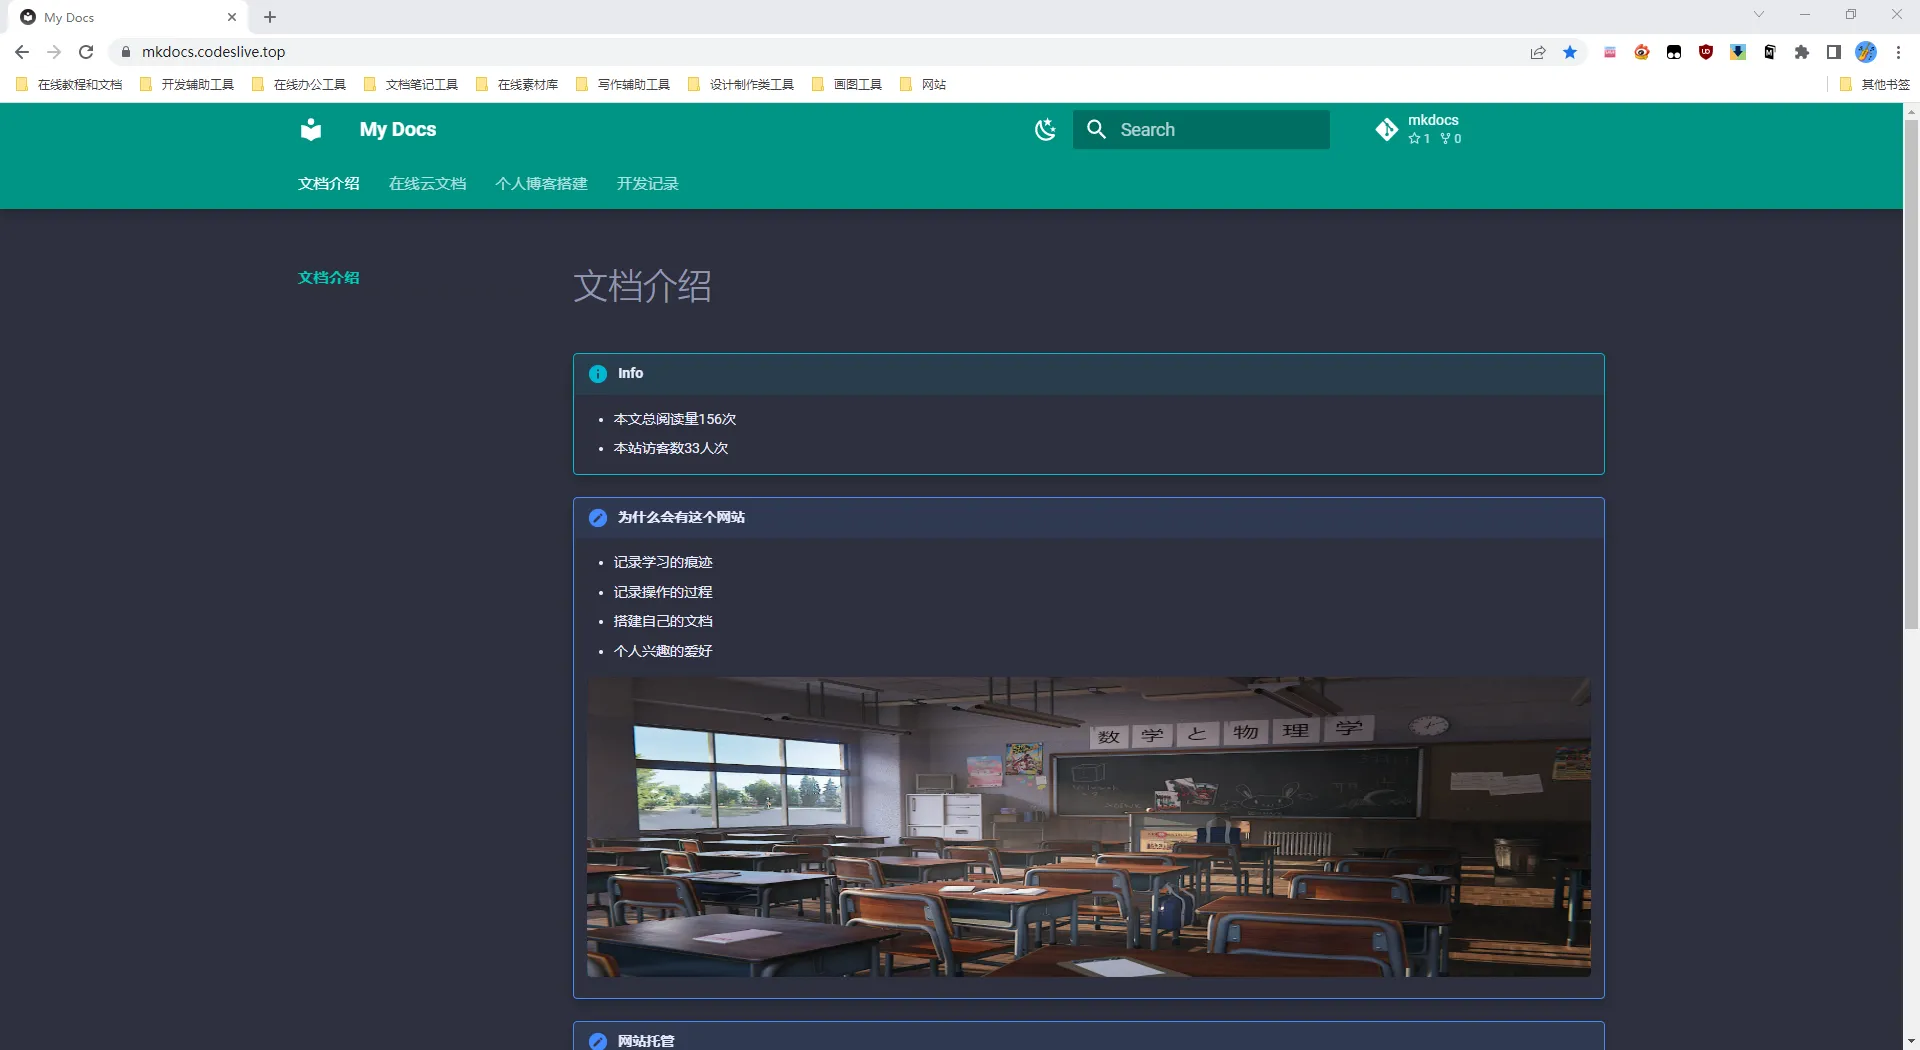 My Docs
mkdocs.codeslive.top
在线教程和文档 开发辅助工具 在线办公工具 文档笔记工具 在线素材库 写作辅助工具 设计制作类工具 画图工具 网站 其他书签
My Docs
Search
mkdocs
1 0
文档介绍 在线云文档 个人博客搭建 开发记录
文档介绍
文档介绍
Info
本文总阅读量156次
本站访客数33人次
为什么会有这个网站
记录学习的痕迹
记录操作的过程
搭建自己的文档
个人兴趣的爱好
数学と物理学
网站托管